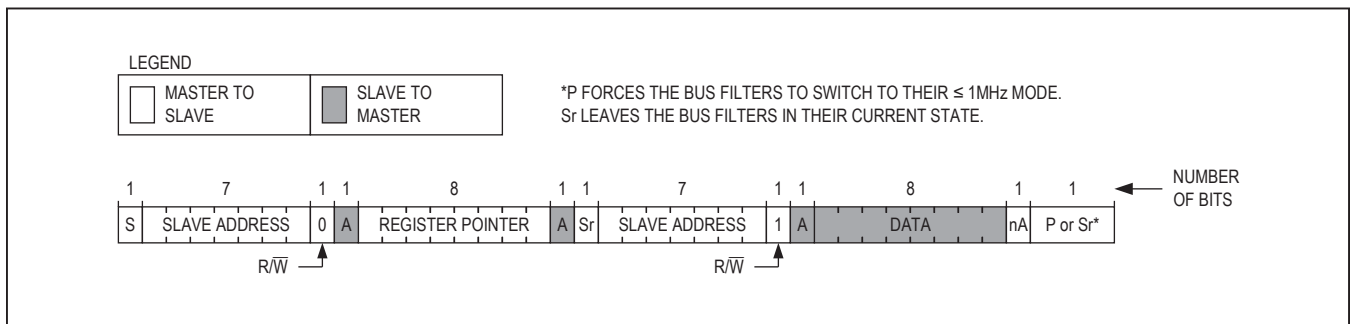 LEGEND
MASTER TO
SLAVE
SLAVE TO
MASTER
*P FORCES THE BUS FILTERS TO SWITCH TO THEIR ≤ 1MHz MODE.
Sr LEAVES THE BUS FILTERS IN THEIR CURRENT STATE.
1 7 1 1 8 1 1 7 1 1 8 1 1 NUMBER
OF BITS
S SLAVE ADDRESS 0 A REGISTER POINTER A Sr SLAVE ADDRESS 1 A DATA nA P or Sr*
R/W̅ R/W̅